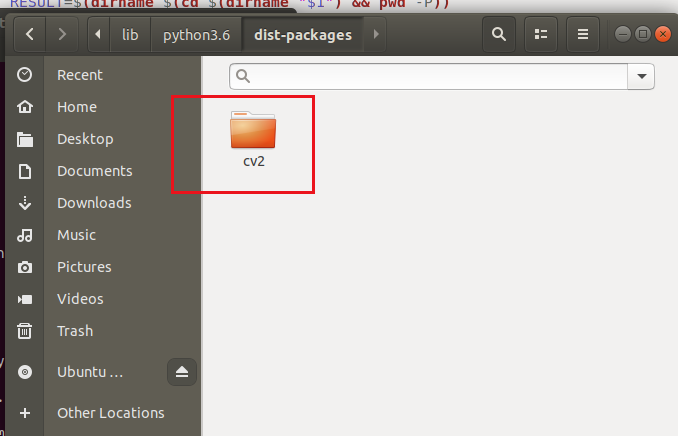 RESULT=$(dirname $(cd $(dirname "$1") && pwd -P))
lib
python3.6
dist-packages
Recent
Home
Desktop
Documents
Downloads
Music
Pictures
Videos
Trash
Ubuntu ...
Other Locations
cv2